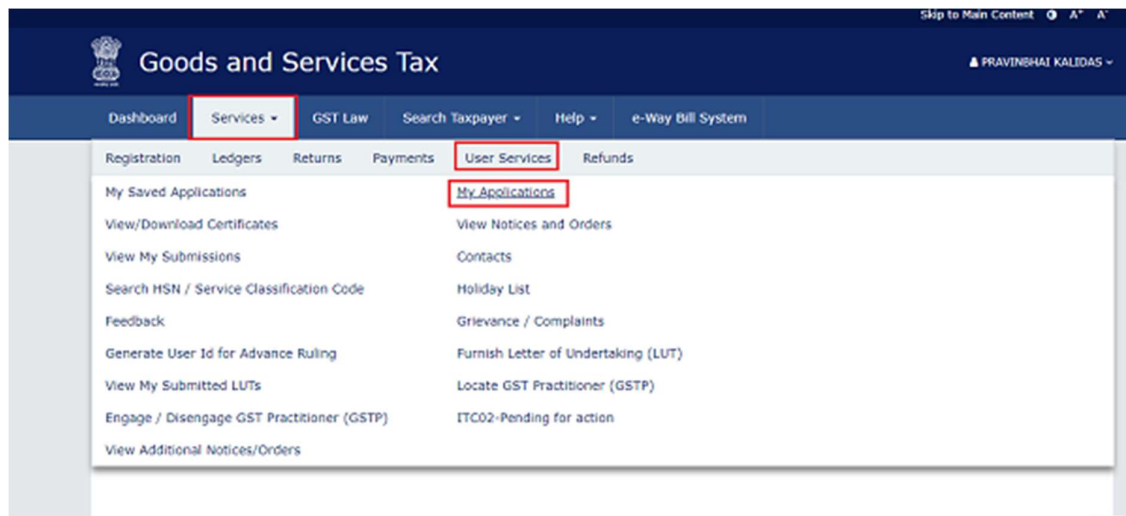 Skip to Main Content A+ A-
Goods and Services Tax
PRAVINBHAI KALIDAS
Dashboard Services GST Law Search Taxpayer Help e-Way Bill System
Registration Ledgers Returns Payments User Services Refunds
My Saved Applications My Applications
View/Download Certificates View Notices and Orders
View My Submissions Contacts
Search HSN / Service Classification Code Holiday List
Feedback Grievance / Complaints
Generate User Id for Advance Ruling Furnish Letter of Undertaking (LUT)
View My Submitted LUTs Locate GST Practitioner (GSTP)
Engage / Disengage GST Practitioner (GSTP) ITC02-Pending for action
View Additional Notices/Orders